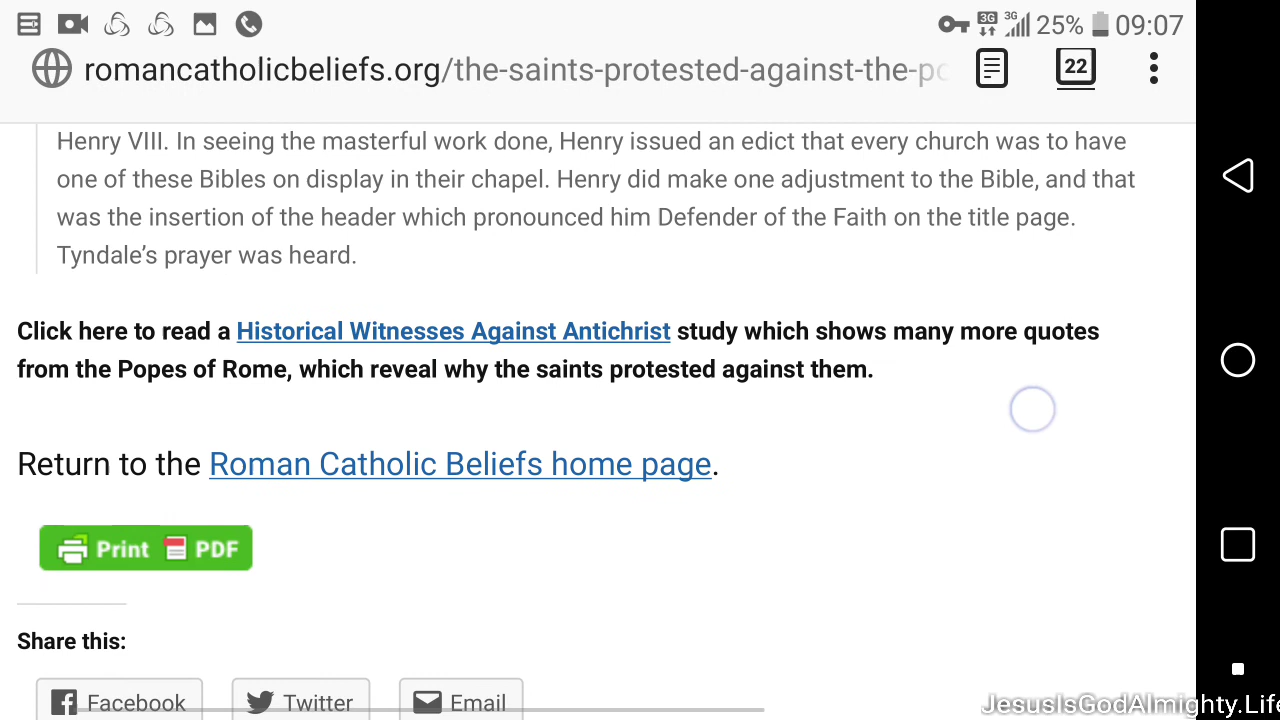 3G 3G 25% 09:07
romancatholicbeliefs.org/the-saints-protested-against-the-po
22
Henry VIII. In seeing the masterful work done, Henry issued an edict that every church was to have
one of these Bibles on display in their chapel. Henry did make one adjustment to the Bible, and that
was the insertion of the header which pronounced him Defender of the Faith on the title page.
Tyndale’s prayer was heard.
Click here to read a Historical Witnesses Against Antichrist study which shows many more quotes
from the Popes of Rome, which reveal why the saints protested against them.
Return to the Roman Catholic Beliefs home page.
Print PDF
Share this:
Facebook Twitter Email
JesusIsGodAlmighty.Life